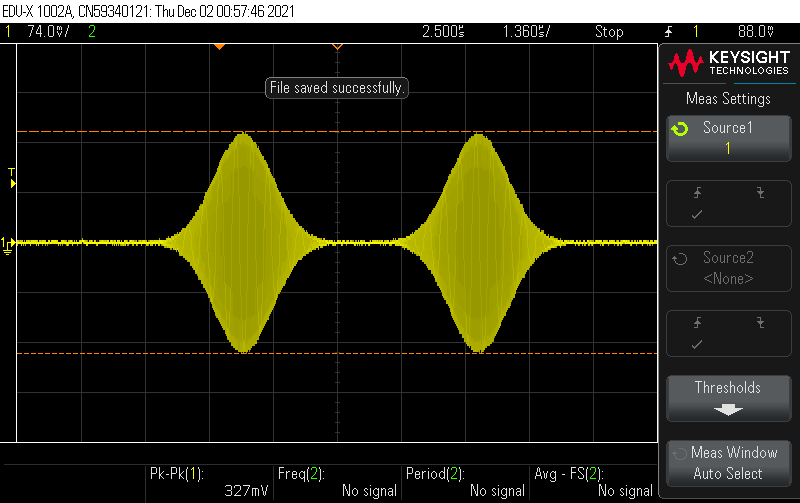 EDU-X 1002A, CN59340121: Thu Dec 02 00:57:46 2021
1 74.0V/ 2 2.500s 1.360s/ Stop 1 88.0V
KEYSIGHT
TECHNOLOGIES
File saved successfully.
Meas Settings
Source1
1
T
1
Source2
<None>
Thresholds
Meas Window
Auto Select
Pk-Pk(1): Freq(2): Period(2): Avg - FS(2):
327mV No signal No signal No signal